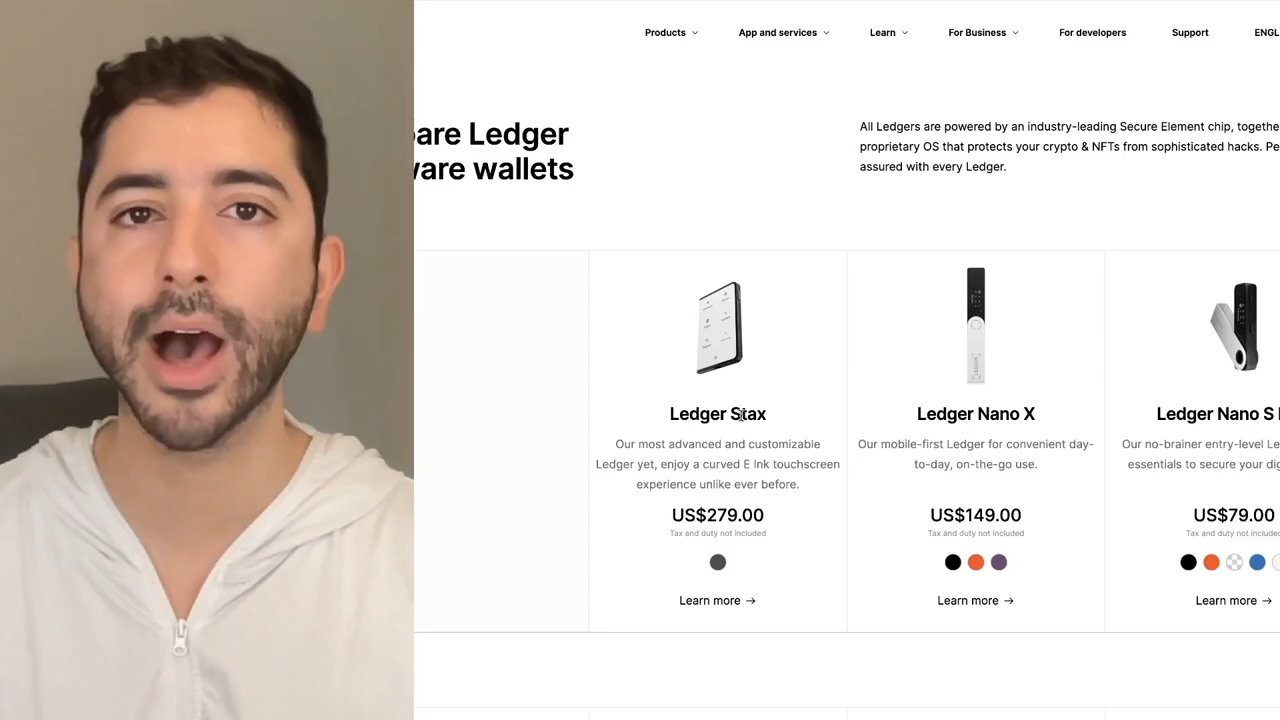 Products
App and services
Learn
For Business
For developers
Support
ENGL
are Ledger
ware wallets
All Ledgers are powered by an industry-leading Secure Element chip, togethe
proprietary OS that protects your crypto & NFTs from sophisticated hacks. Pe
assured with every Ledger.
Ledger Stax
Our most advanced and customizable
Ledger yet, enjoy a curved E Ink touchscreen
experience unlike ever before.
US$279.00
Tax and duty not included
Learn more →
Ledger Nano X
Our mobile-first Ledger for convenient day-
to-day, on-the-go use.
US$149.00
Tax and duty not included
Learn more →
Ledger Nano S
Our no-brainer entry-level Le
essentials to secure your dig
US$79.00
Tax and duty not included
Learn more →